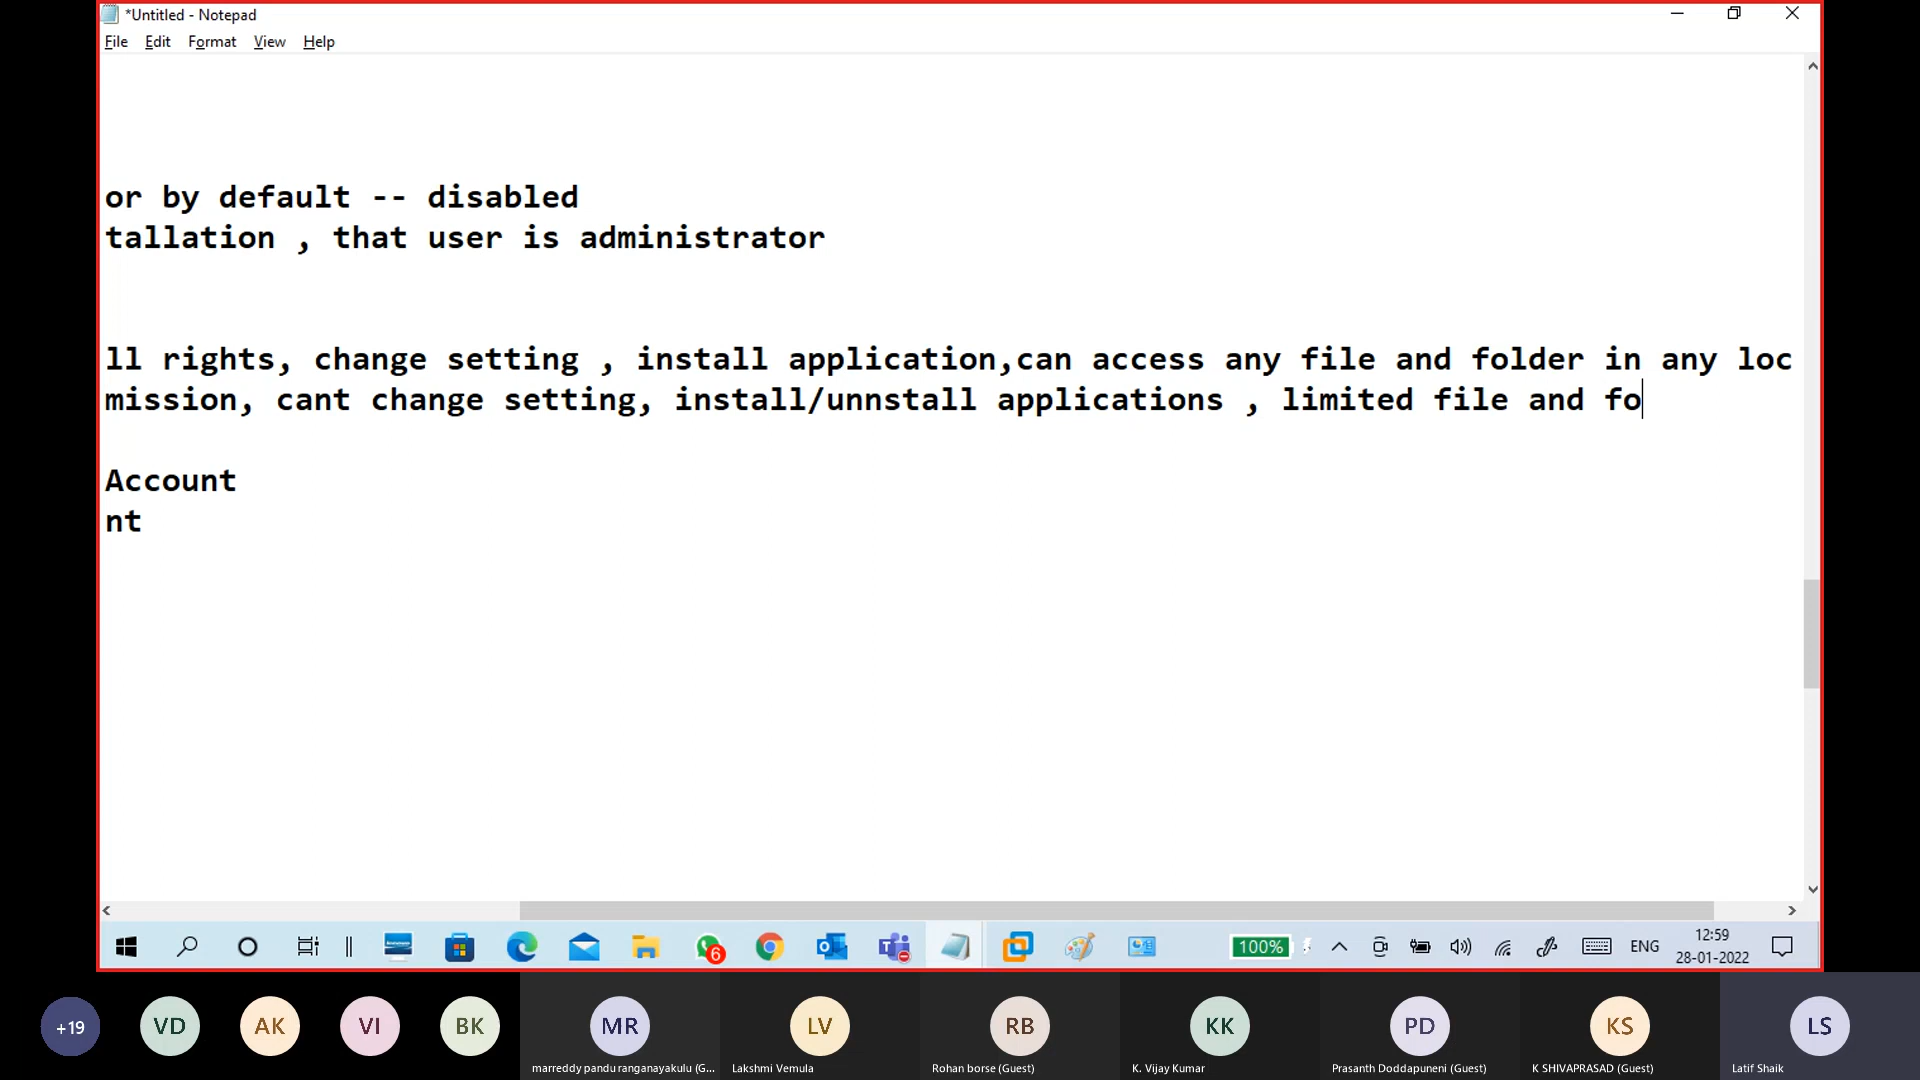 *Untitled - Notepad
File Edit Format View Help
or by default -- disabled
tallation , that user is administrator
ll rights, change setting , install application,can access any file and folder in any loc
mission, cant change setting, install/unnstall applications , limited file and fo
Account
nt
6
100%
ENG
12:59
28-01-2022
+19
VD
AK
VI
BK
MR
LV
RB
KK
PD
KS
LS
marreddy pandu ranganayakulu (G...
Lakshmi Vemula
Rohan borse (Guest)
K. Vijay Kumar
Prasanth Doddapuneni (Guest)
K SHIVAPRASAD (Guest)
Latif Shaik